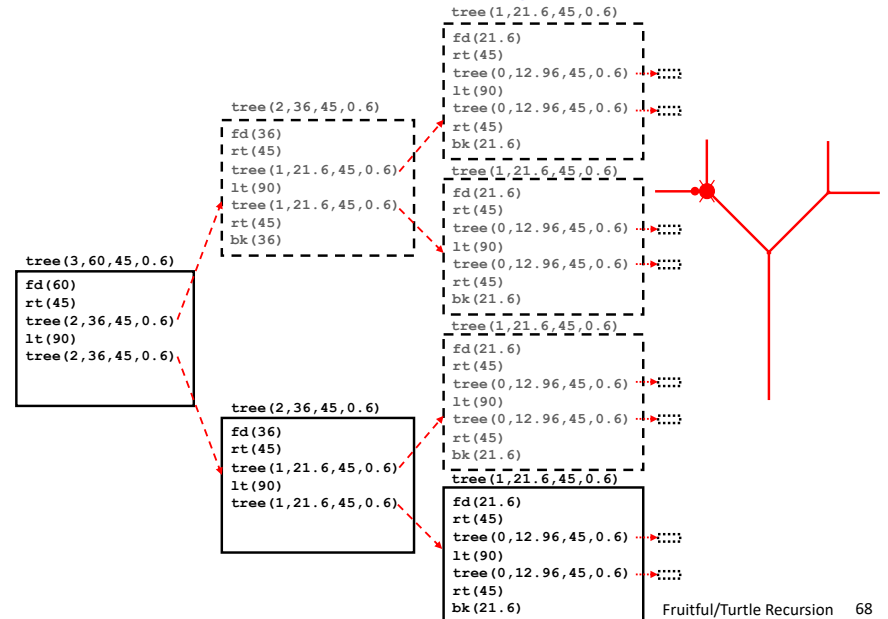 tree(3,60,45,0.6)
fd(60)
rt(45)
tree(2,36,45,0.6)
lt(90)
tree(2,36,45,0.6)
tree(2,36,45,0.6)
fd(36)
rt(45)
tree(1,21.6,45,0.6)
lt(90)
tree(1,21.6,45,0.6)
rt(45)
bk(36)
tree(1,21.6,45,0.6)
fd(21.6)
rt(45)
tree(0,12.96,45,0.6)
lt(90)
tree(0,12.96,45,0.6)
rt(45)
bk(21.6)
tree(1,21.6,45,0.6)
fd(21.6)
rt(45)
tree(0,12.96,45,0.6)
lt(90)
tree(0,12.96,45,0.6)
rt(45)
bk(21.6)
tree(2,36,45,0.6)
fd(36)
rt(45)
tree(1,21.6,45,0.6)
lt(90)
tree(1,21.6,45,0.6)
tree(1,21.6,45,0.6)
fd(21.6)
rt(45)
tree(0,12.96,45,0.6)
lt(90)
tree(0,12.96,45,0.6)
rt(45)
bk(21.6)
tree(1,21.6,45,0.6)
fd(21.6)
rt(45)
tree(0,12.96,45,0.6)
lt(90)
tree(0,12.96,45,0.6)
rt(45)
bk(21.6)
Fruitful/Turtle Recursion 68